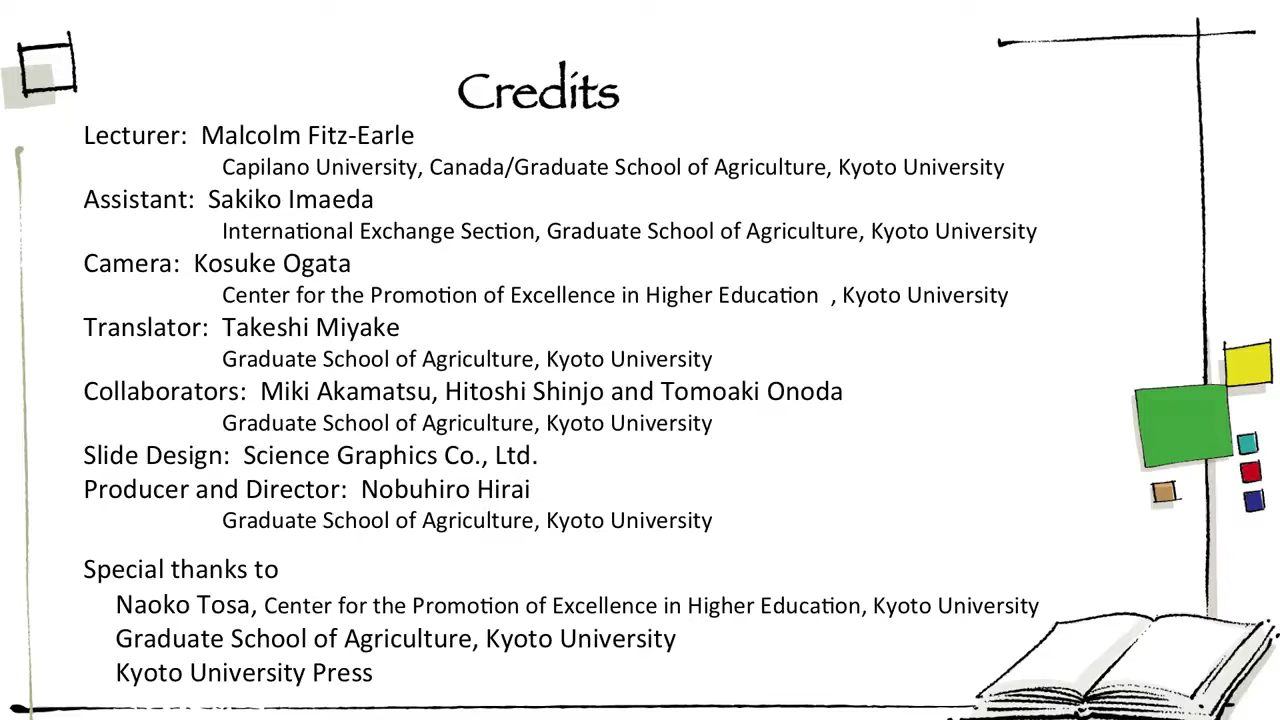 Credits
Lecturer: Malcolm Fitz-Earle
Capilano University, Canada/Graduate School of Agriculture, Kyoto University
Assistant: Sakiko Imaeda
International Exchange Section, Graduate School of Agriculture, Kyoto University
Camera: Kosuke Ogata
Center for the Promotion of Excellence in Higher Education , Kyoto University
Translator: Takeshi Miyake
Graduate School of Agriculture, Kyoto University
Collaborators: Miki Akamatsu, Hitoshi Shinjo and Tomoaki Onoda
Graduate School of Agriculture, Kyoto University
Slide Design: Science Graphics Co., Ltd.
Producer and Director: Nobuhiro Hirai
Graduate School of Agriculture, Kyoto University
Special thanks to
Naoko Tosa, Center for the Promotion of Excellence in Higher Education, Kyoto University
Graduate School of Agriculture, Kyoto University
Kyoto University Press